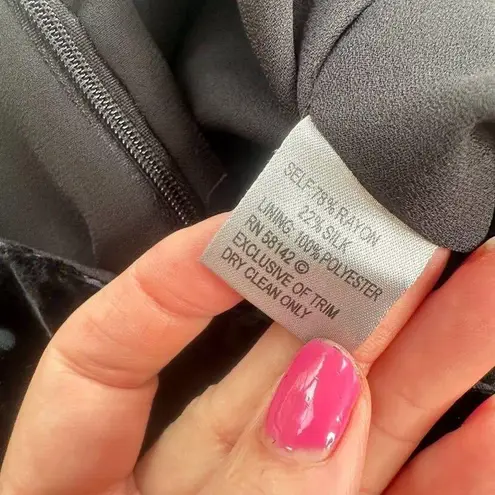 SELF:78% RAYON
22% SILK
LINING: 100% POLYESTER
RN 58142 ©
EXCLUSIVE OF TRIM
DRY CLEAN ONLY